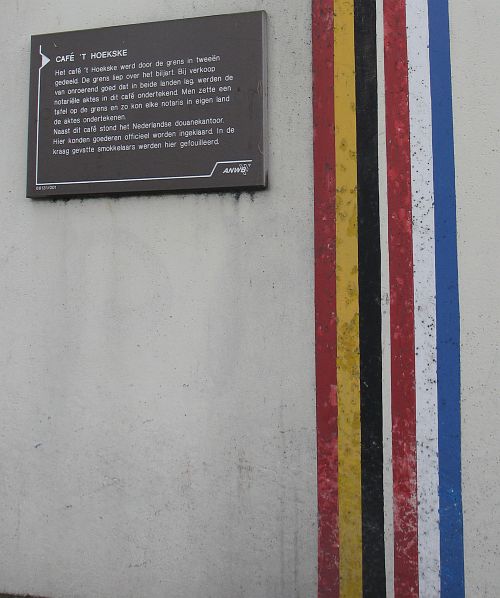 CAFÉ 'T HOEKSKE
Het café 't Hoekske werd door de grens in tweeën
gedeeld. De grens liep over het biljart. Bij verkoop
van onroerend goed dat in beide landen lag, werden de
notariële aktes in dit café ondertekend. Men zette een
tafel op de grens en zo kon elke notaris in eigen land
de aktes ondertekenen.
Naast dit café stond het Nederlandse douanekantoor.
Hier konden goederen officieel worden ingeklaard. In de
kraag gevatte smokkelaars werden hier gefouilleerd.
ANWB